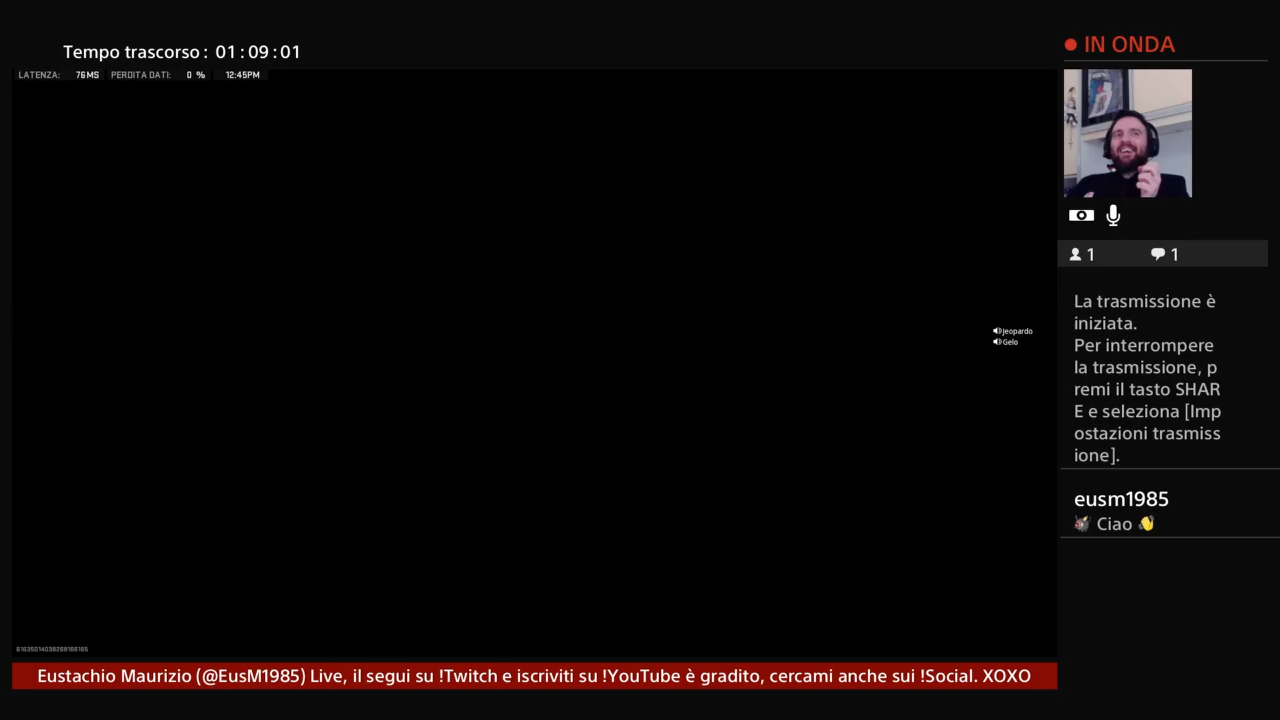 Tempo trascorso: 01:09:01
IN ONDA
LATENZA: 76MS PERDITA DATI: 0 % 12:45PM
1 1
La trasmissione è
iniziata.
Per interrompere
la trasmissione, p
remi il tasto SHAR
E e seleziona [Imp
ostazioni trasmiss
ione].
Jeopardo
Gelo
eusm1985
Ciao
Eustachio Maurizio (@EusM1985) Live, il segui su !Twitch e iscriviti su !YouTube è gradito, cercami anche sui !Social. XOXO